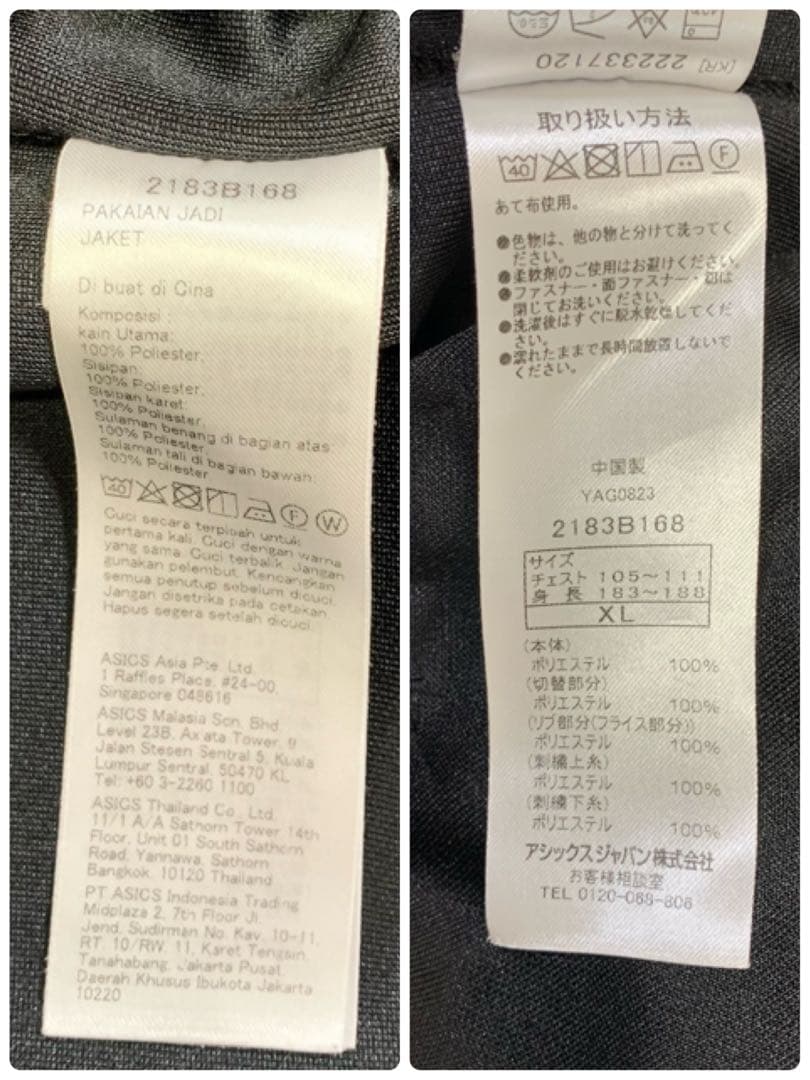 2183B168
PAKAIAN JADI
JAKET
Di buat di Cina
Komposisi :
kain Utama:
100% Poliester.
Sisipan:
100% Poliester.
Sisipan karet:
100% Poliester.
Sulaman benang di bagian atas:
100% Poliester.
Sulaman tali di bagian bawah:
100% Poliester
40
F
W
Cuci secara terpisah untuk
pertama kali. Cuci dengan warna
yang sama. Cuci terbalik. Jangan
gunakan pelembut. Kencangkan
semua penutup sebelum dicuci.
Jangan disetrika pada cetakan.
Hapus segera setelah dicuci.
ASICS Asia Pte. Ltd.
1 Raffles Place, #24-00,
Singapore 048616
ASICS Malasia Sdn. Bhd
Level 23B, Axiata Tower, 9
Jalan Stesen Sentral 5, Kuala
Lumpur Sentral, 50470 KL
Tel: +60 3-2260 1100
ASICS Thailand Co., Ltd.
11/1 A/A Sathorn Tower 14th
Floor, Unit 01 South Sathorn
Road, Yannawa, Sathorn
Bangkok, 10120 Thailand
PT ASICS Indonesia Trading
Midplaza 2, 7th Floor Jl.
Jend. Sudirman No. Kav. 10-11,
RT. 10/RW. 11, Karet Tengsin,
Tanahabang, Jakarta Pusat,
Daerah Khusus Ibukota Jakarta
10220
[KR] 222337120
取り扱い方法
40
F
あて布使用。
●色物は、他の物と分けて洗ってく
ださい。
●柔軟剤のご使用はお避けください。
●ファスナー・面ファスナー・釦は
閉じてお洗いください。
●洗濯後はすぐに脱水乾燥してくだ
さい。
●濡れたままで長時間放置しないで
ください。
中国製
YAG0823
2183B168
サイズ
チェスト 105～111
身長 183～188
XL
(本体)
ポリエステル 100%
(切替部分)
ポリエステル 100%
(リブ部分(フライス部分))
ポリエステル 100%
(刺繍上糸)
ポリエステル 100%
(刺繍下糸)
ポリエステル 100%
アシックスジャパン株式会社
お客様相談室
TEL 0120-068-806